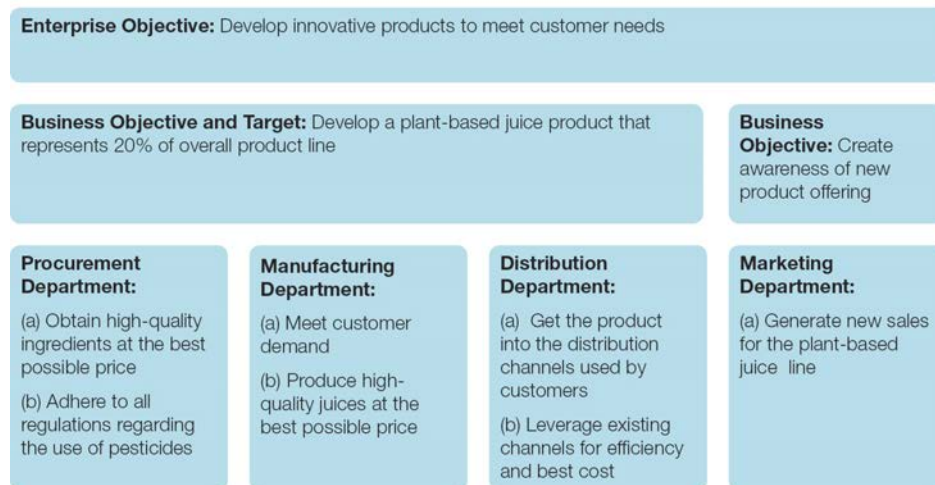 Enterprise Objective: Develop innovative products to meet customer needs
Business Objective and Target: Develop a plant-based juice product that
represents 20% of overall product line
Business
Objective: Create
awareness of new
product offering
Procurement
Department:
(a) Obtain high-quality
ingredients at the best
possible price
(b) Adhere to all
regulations regarding
the use of pesticides
Manufacturing
Department:
(a) Meet customer
demand
(b) Produce high-
quality juices at the
best possible price
Distribution
Department:
(a) Get the product
into the distribution
channels used by
customers
(b) Leverage existing
channels for efficiency
and best cost
Marketing
Department:
(a) Generate new sales
for the plant-based
juice line